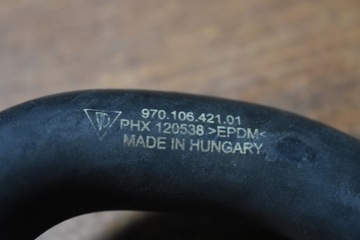 970.106.421.01
PHX 120538 >EPDM<
MADE IN HUNGARY